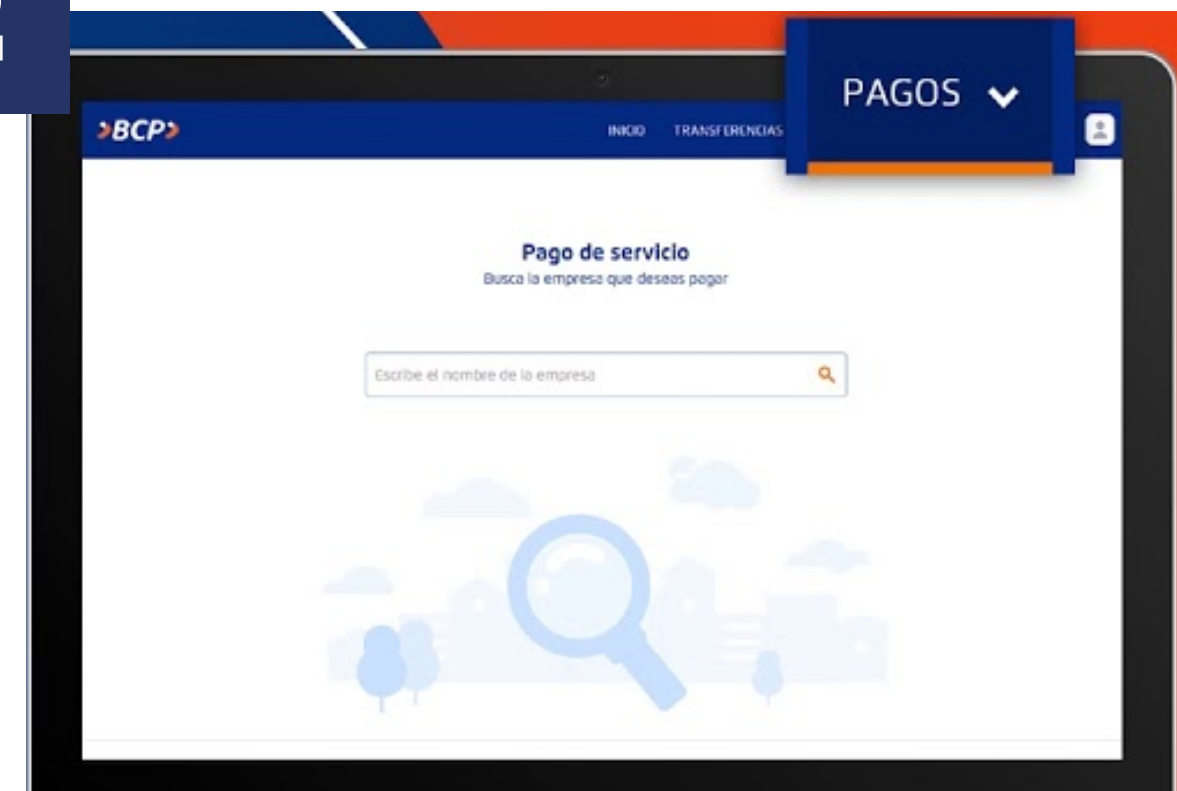 PAGOS
>BCP>
INICIO TRANSFERENCIAS
Pago de servicio
Busca la empresa que deseas pagar
Escribe el nombre de la empresa